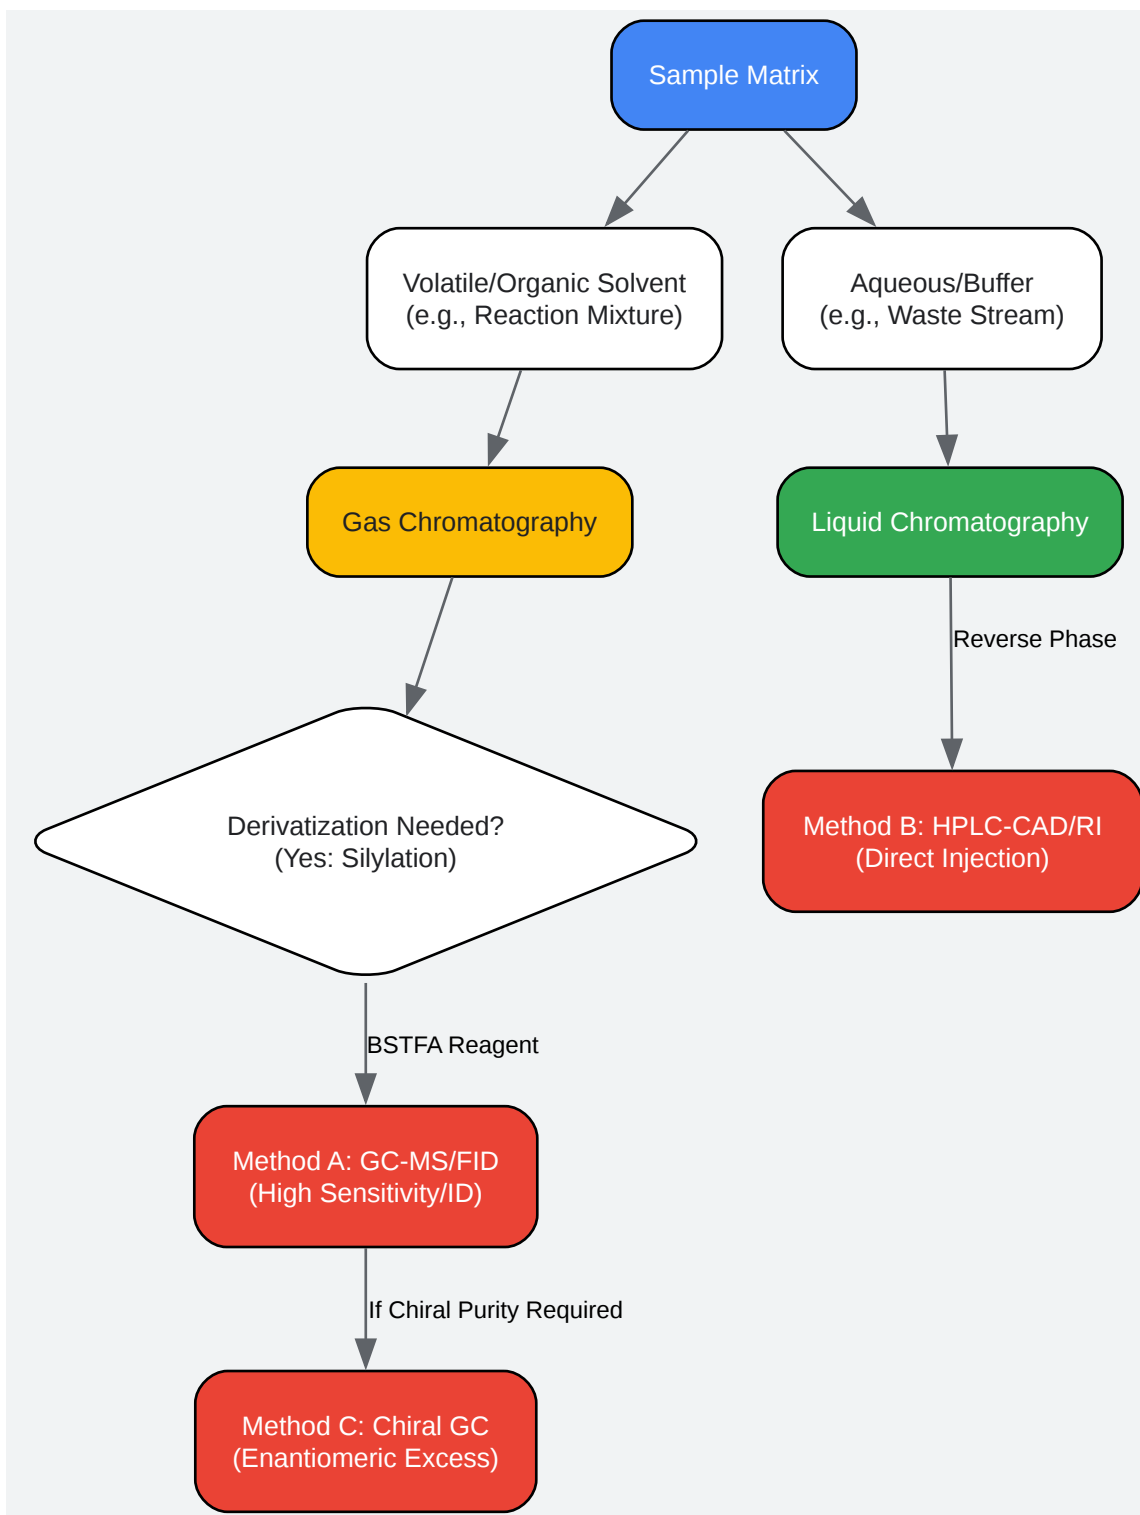 Sample Matrix
Volatile/Organic Solvent
(e.g., Reaction Mixture)
Aqueous/Buffer
(e.g., Waste Stream)
Gas Chromatography
Liquid Chromatography
Reverse Phase
Derivatization Needed?
(Yes: Silylation)
Method B: HPLC-CAD/RI
(Direct Injection)
BSTFA Reagent
Method A: GC-MS/FID
(High Sensitivity/ID)
If Chiral Purity Required
Method C: Chiral GC
(Enantiomeric Excess)